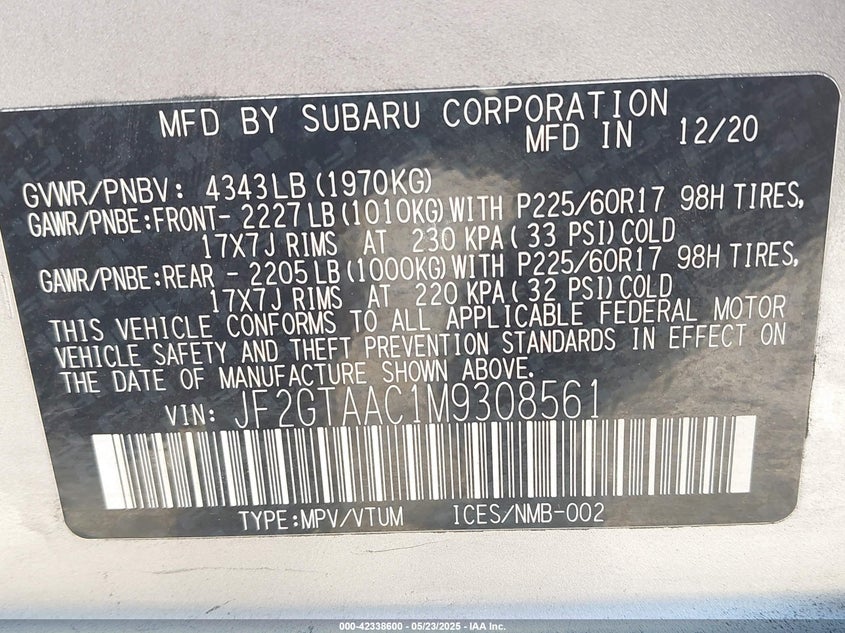 MFD BY SUBARU CORPORATION
MFD IN 12/20
GVWR/PNBV: 4343LB (1970KG)
GAWR/PNBE:FRONT- 2227 LB (1010KG) WITH P225/60R17 98H TIRES,
17X7J RIMS AT 230 KPA ( 33 PSI) COLD
GAWR/PNBE:REAR - 2205 LB (1000KG) WITH P225/60R17 98H TIRES,
17X7J RIMS AT 220 KPA ( 32 PSI) COLD
THIS VEHICLE CONFORMS TO ALL APPLICABLE FEDERAL MOTOR
VEHICLE SAFETY AND THEFT PREVENTION STANDARDS IN EFFECT ON
THE DATE OF MANUFACTURE SHOWN ABOVE.
VIN: JF2GTAAC1M9308561
TYPE:MPV/VTUM ICES/NMB-002
000-42338600 - 05/23/2025 - IAA Inc.